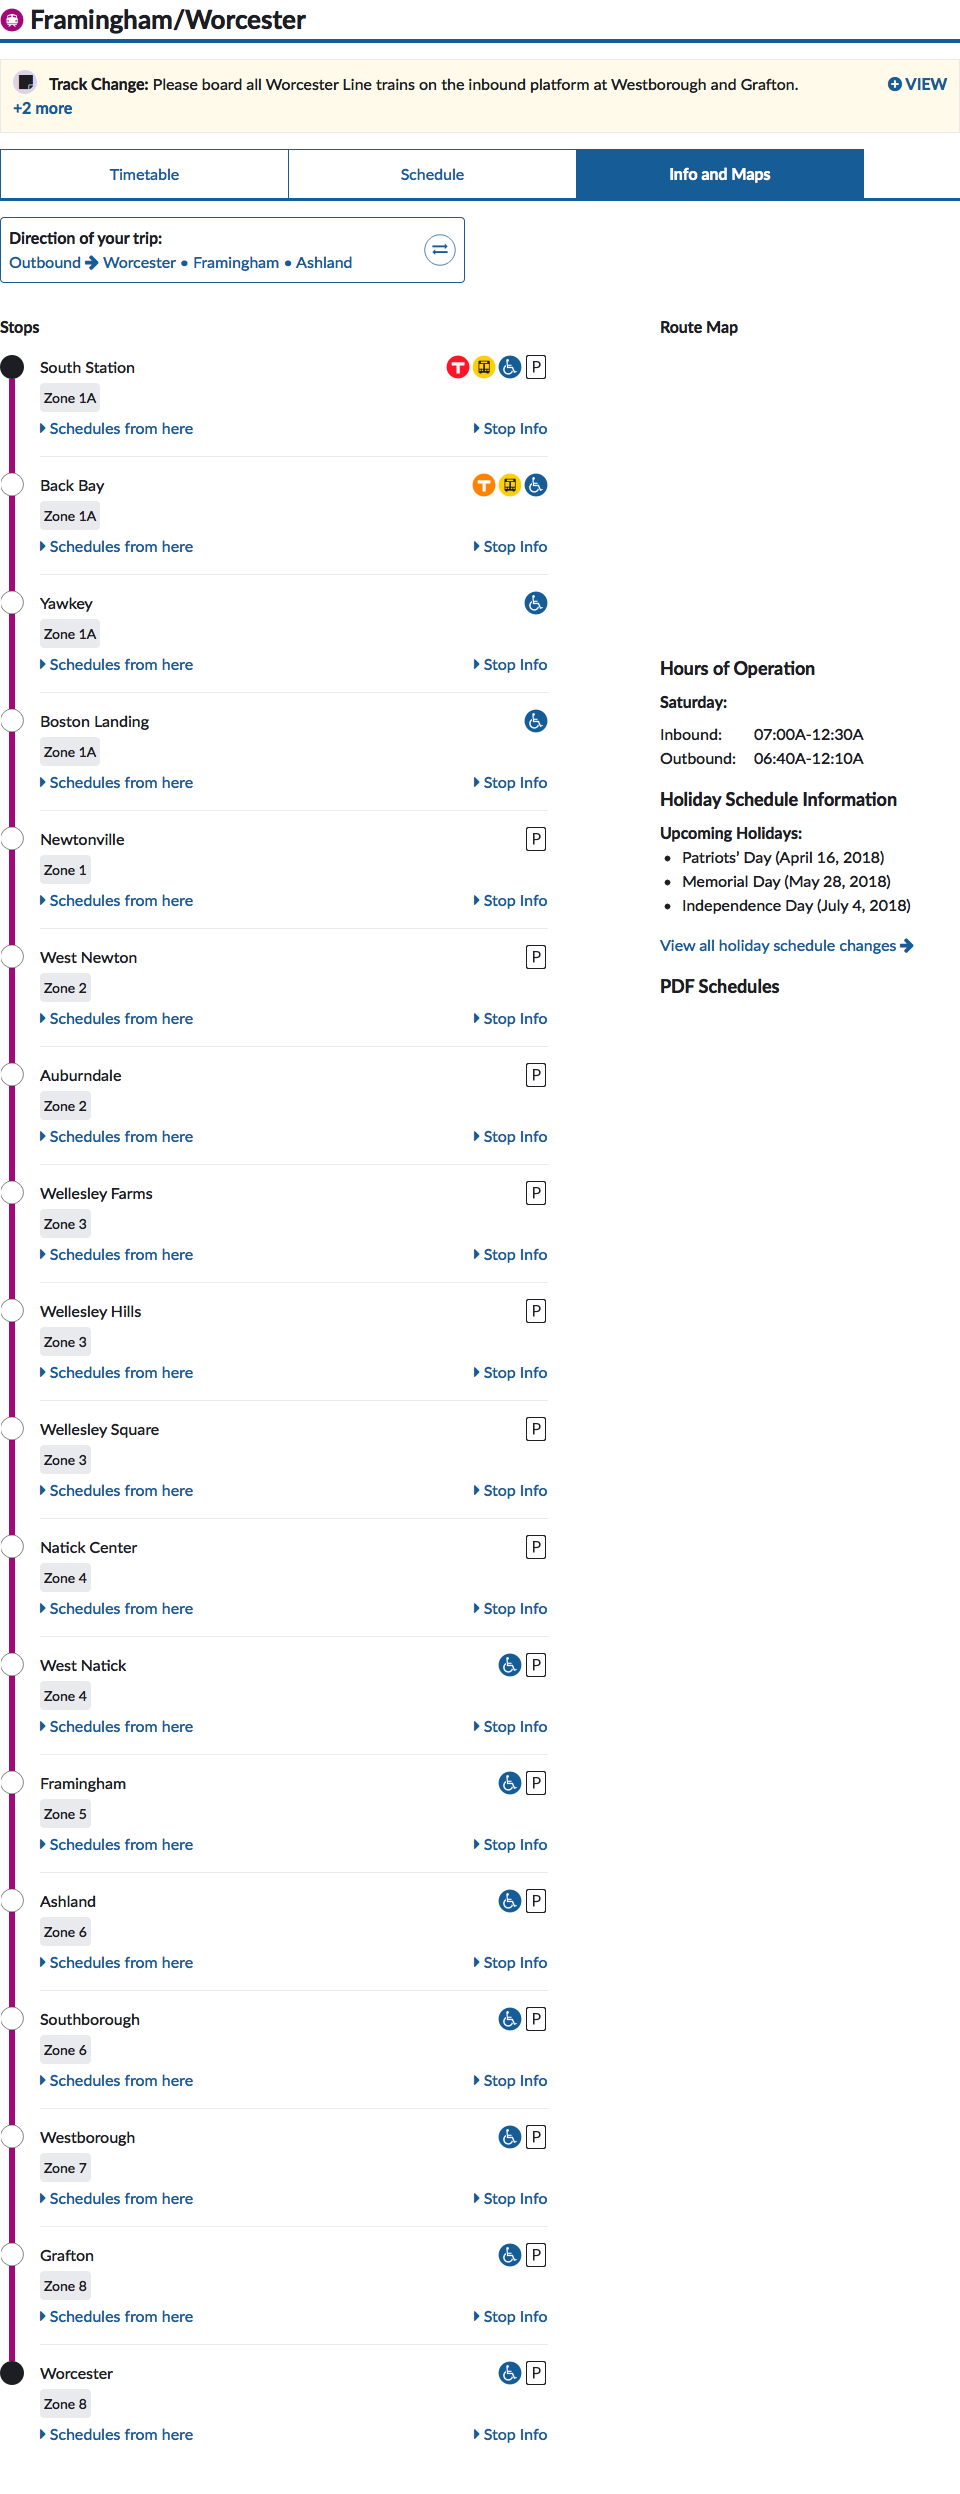 Framingham/Worcester
Track Change: Please board all Worcester Line trains on the inbound platform at Westborough and Grafton.
VIEW
+2 more
Timetable
Schedule
Info and Maps
Direction of your trip:
Outbound → Worcester • Framingham • Ashland
Stops
South Station
T
P
Zone 1A
Schedules from here
Stop Info
Back Bay
T
Zone 1A
Schedules from here
Stop Info
Yawkey
Zone 1A
Schedules from here
Stop Info
Boston Landing
Zone 1A
Schedules from here
Stop Info
Newtonville
P
Zone 1
Schedules from here
Stop Info
West Newton
P
Zone 2
Schedules from here
Stop Info
Auburndale
P
Zone 2
Schedules from here
Stop Info
Wellesley Farms
P
Zone 3
Schedules from here
Stop Info
Wellesley Hills
P
Zone 3
Schedules from here
Stop Info
Wellesley Square
P
Zone 3
Schedules from here
Stop Info
Natick Center
P
Zone 4
Schedules from here
Stop Info
West Natick
P
Zone 4
Schedules from here
Stop Info
Framingham
P
Zone 5
Schedules from here
Stop Info
Ashland
P
Zone 6
Schedules from here
Stop Info
Southborough
P
Zone 6
Schedules from here
Stop Info
Westborough
P
Zone 7
Schedules from here
Stop Info
Grafton
P
Zone 8
Schedules from here
Stop Info
Worcester
P
Zone 8
Schedules from here
Stop Info
Route Map
Hours of Operation
Saturday:
Inbound: 07:00A-12:30A
Outbound: 06:40A-12:10A
Holiday Schedule Information
Upcoming Holidays:
• Patriots’ Day (April 16, 2018)
• Memorial Day (May 28, 2018)
• Independence Day (July 4, 2018)
View all holiday schedule changes →
PDF Schedules